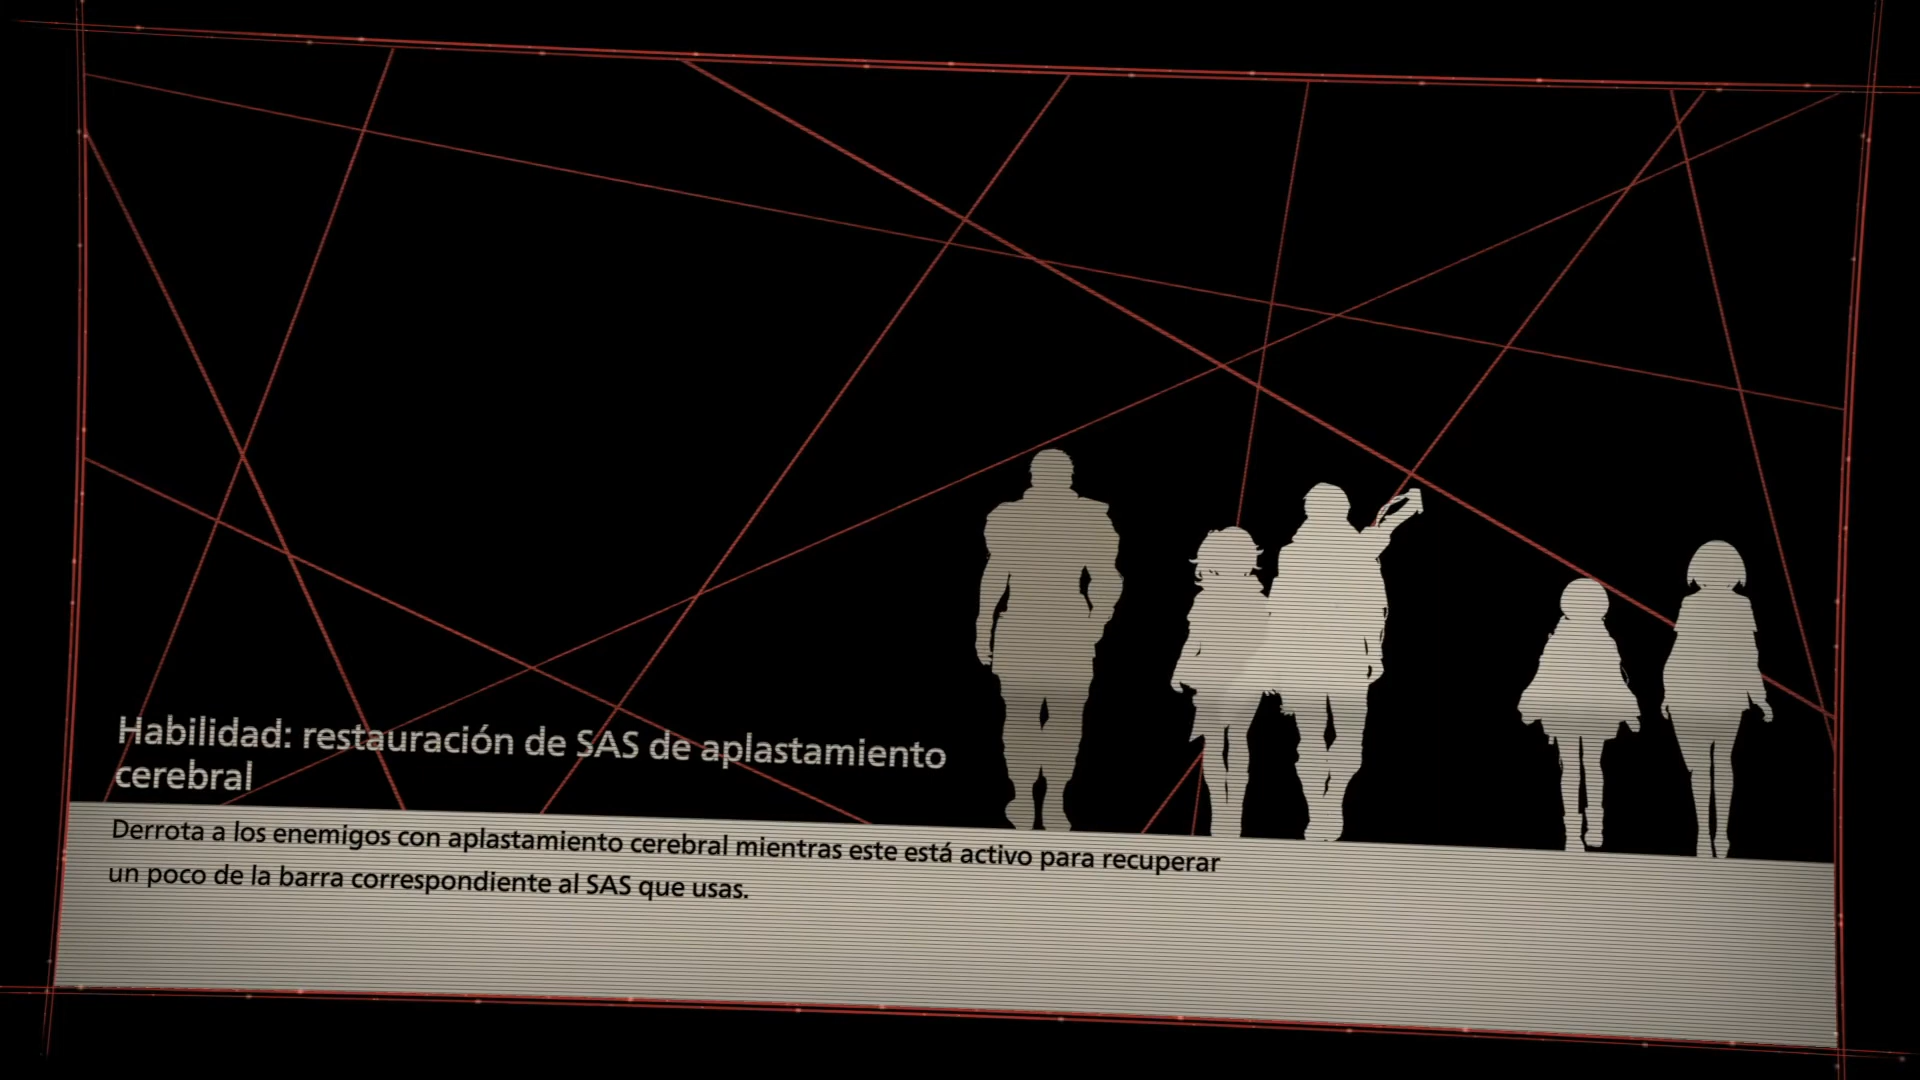 Habilidad: restauración de SAS de aplastamiento
cerebral
Derrota a los enemigos con aplastamiento cerebral mientras este está activo para recuperar
un poco de la barra correspondiente al SAS que usas.